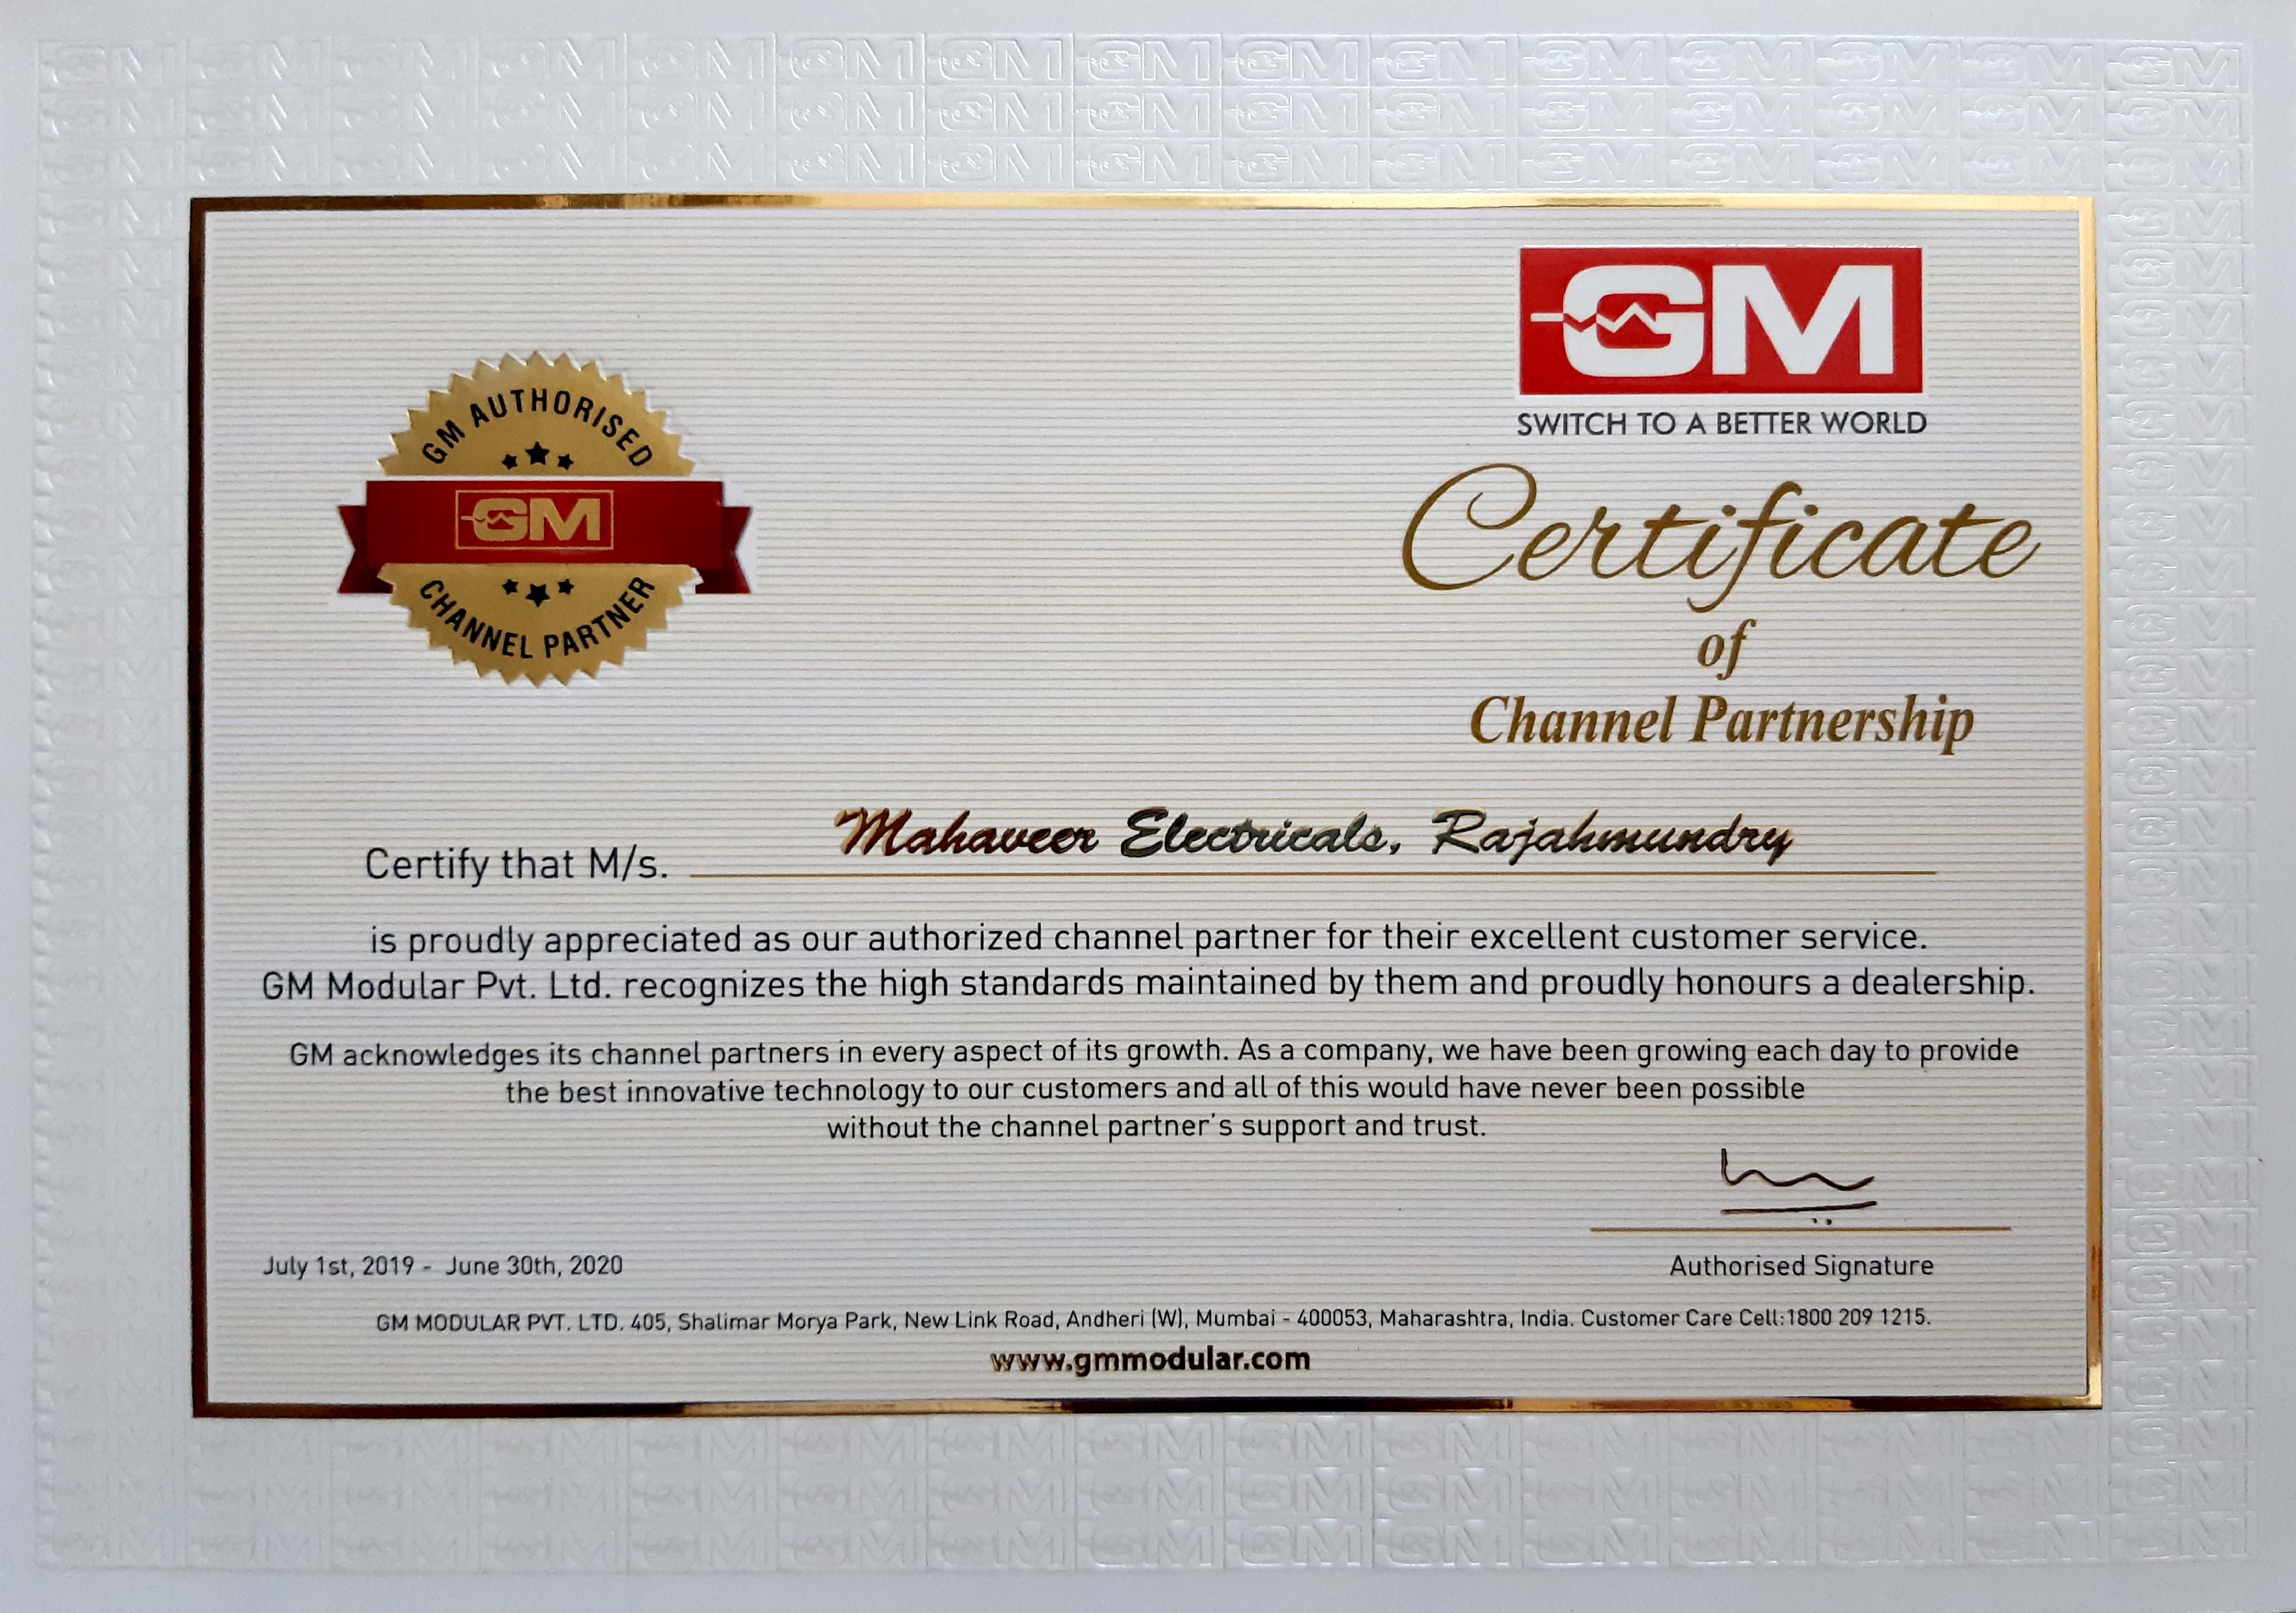 GM AUTHORISED
GM
CHANNEL PARTNER
GM
SWITCH TO A BETTER WORLD
Certificate
of
Channel Partnership
Certify that M/s. Mahaveer Electricals, Rajahmundry
is proudly appreciated as our authorized channel partner for their excellent customer service.
GM Modular Pvt. Ltd. recognizes the high standards maintained by them and proudly honours a dealership.
GM acknowledges its channel partners in every aspect of its growth. As a company, we have been growing each day to provide
the best innovative technology to our customers and all of this would have never been possible
without the channel partner's support and trust.
July 1st, 2019 - June 30th, 2020
Authorised Signature
GM MODULAR PVT. LTD. 405, Shalimar Morya Park, New Link Road, Andheri (W), Mumbai - 400053, Maharashtra, India. Customer Care Cell:1800 209 1215.
www.gmmodular.com